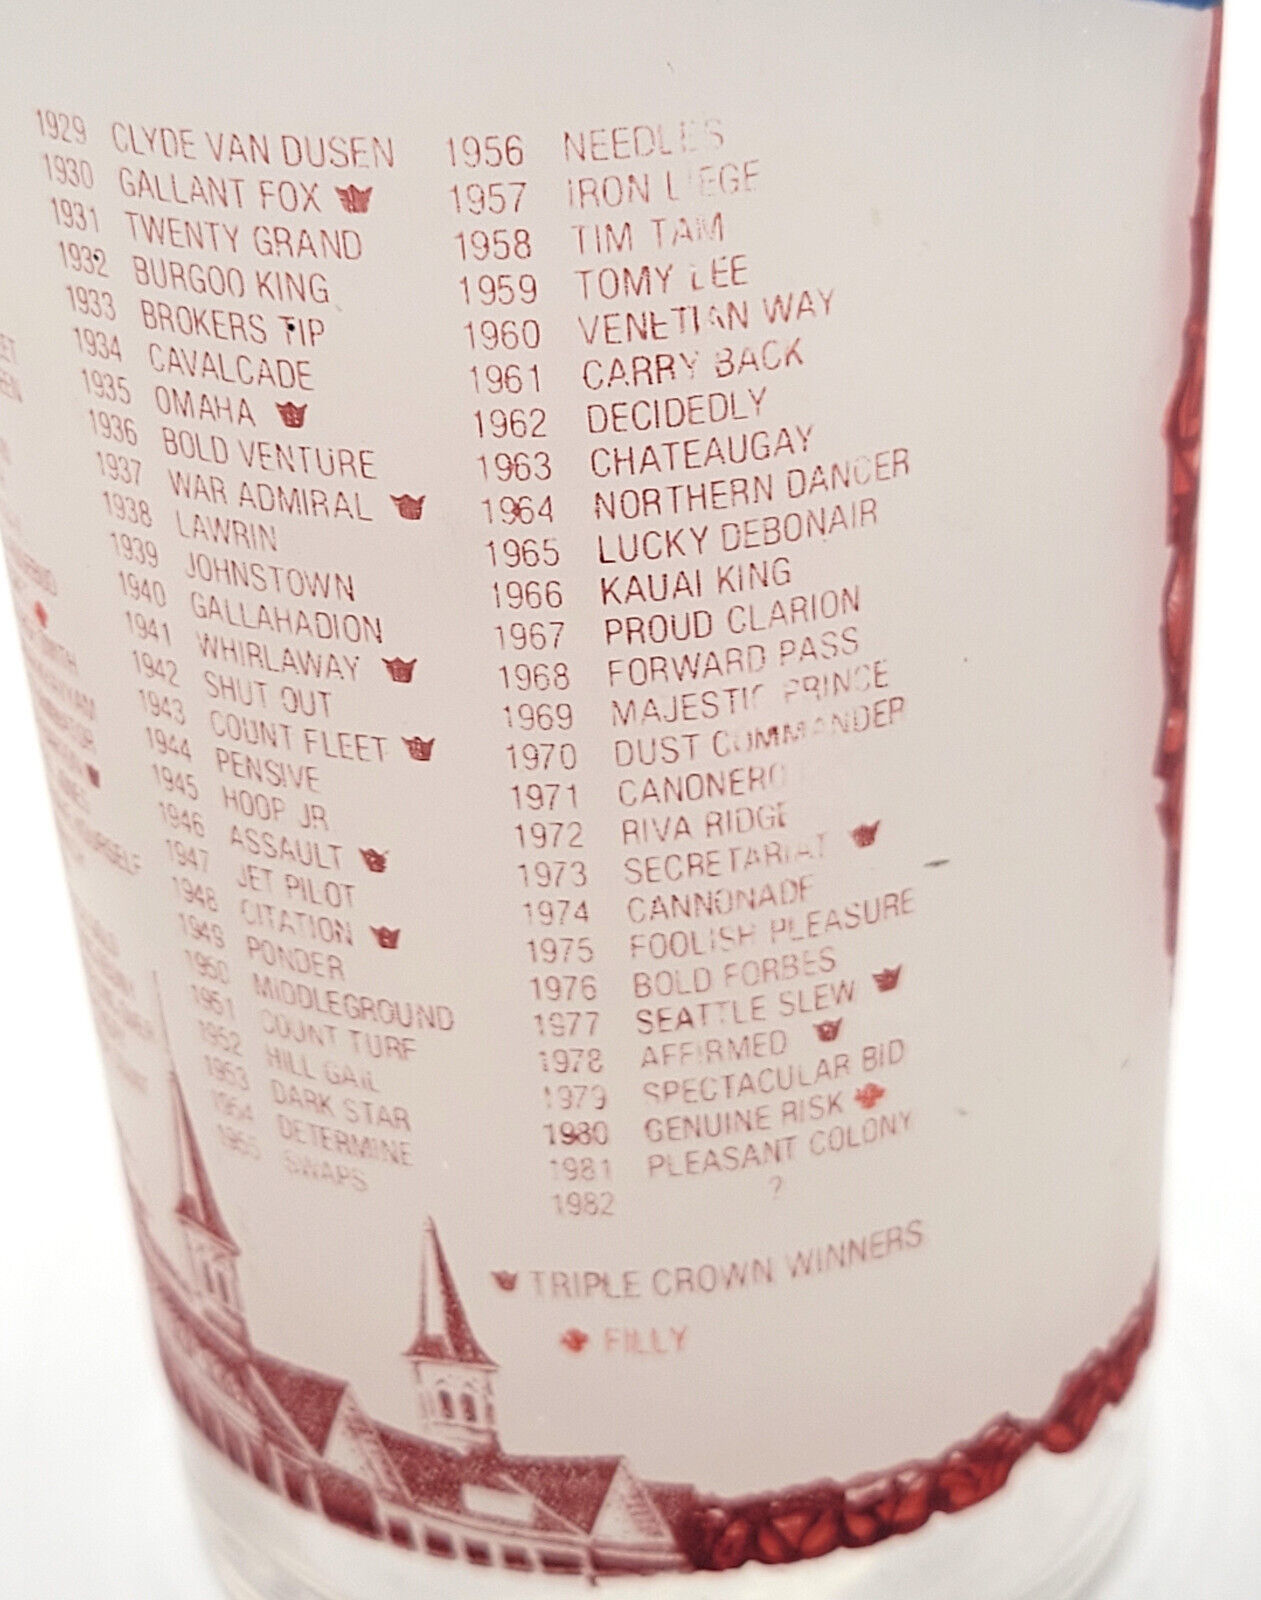 1929 CLYDE VAN DUSEN
1930 GALLANT FOX
1931 TWENTY GRAND
1932 BURGOO KING
1933 BROKERS TIP
1934 CAVALCADE
1935 OMAHA
1936 BOLD VENTURE
1937 WAR ADMIRAL
1938 LAWRIN
1939 JOHNSTOWN
1940 GALLAHADION
1941 WHIRLAWAY
1942 SHUT OUT
1943 COUNT FLEET
1944 PENSIVE
1945 HOOP JR
1946 ASSAULT
1947 JET PILOT
1948 CITATION
1949 PONDER
1950 MIDDLEGROUND
1951 COUNT TURF
1952 HILL GAIL
1953 DARK STAR
1954 DETERMINE
1955 SWAPS
1956 NEEDLES
1957 IRON LIEGE
1958 TIM TAM
1959 TOMY LEE
1960 VENETIAN WAY
1961 CARRY BACK
1962 DECIDEDLY
1963 CHATEAUGAY
1964 NORTHERN DANCER
1965 LUCKY DEBONAIR
1966 KAUAI KING
1967 PROUD CLARION
1968 FORWARD PASS
1969 MAJESTIC PRINCE
1970 DUST COMMANDER
1971 CANONERO
1972 RIVA RIDGE
1973 SECRETARIAT
1974 CANNONADE
1975 FOOLISH PLEASURE
1976 BOLD FORBES
1977 SEATTLE SLEW
1978 AFFIRMED
1979 SPECTACULAR BID
1980 GENUINE RISK
1981 PLEASANT COLONY
1982 ?
TRIPLE CROWN WINNERS
FILLY